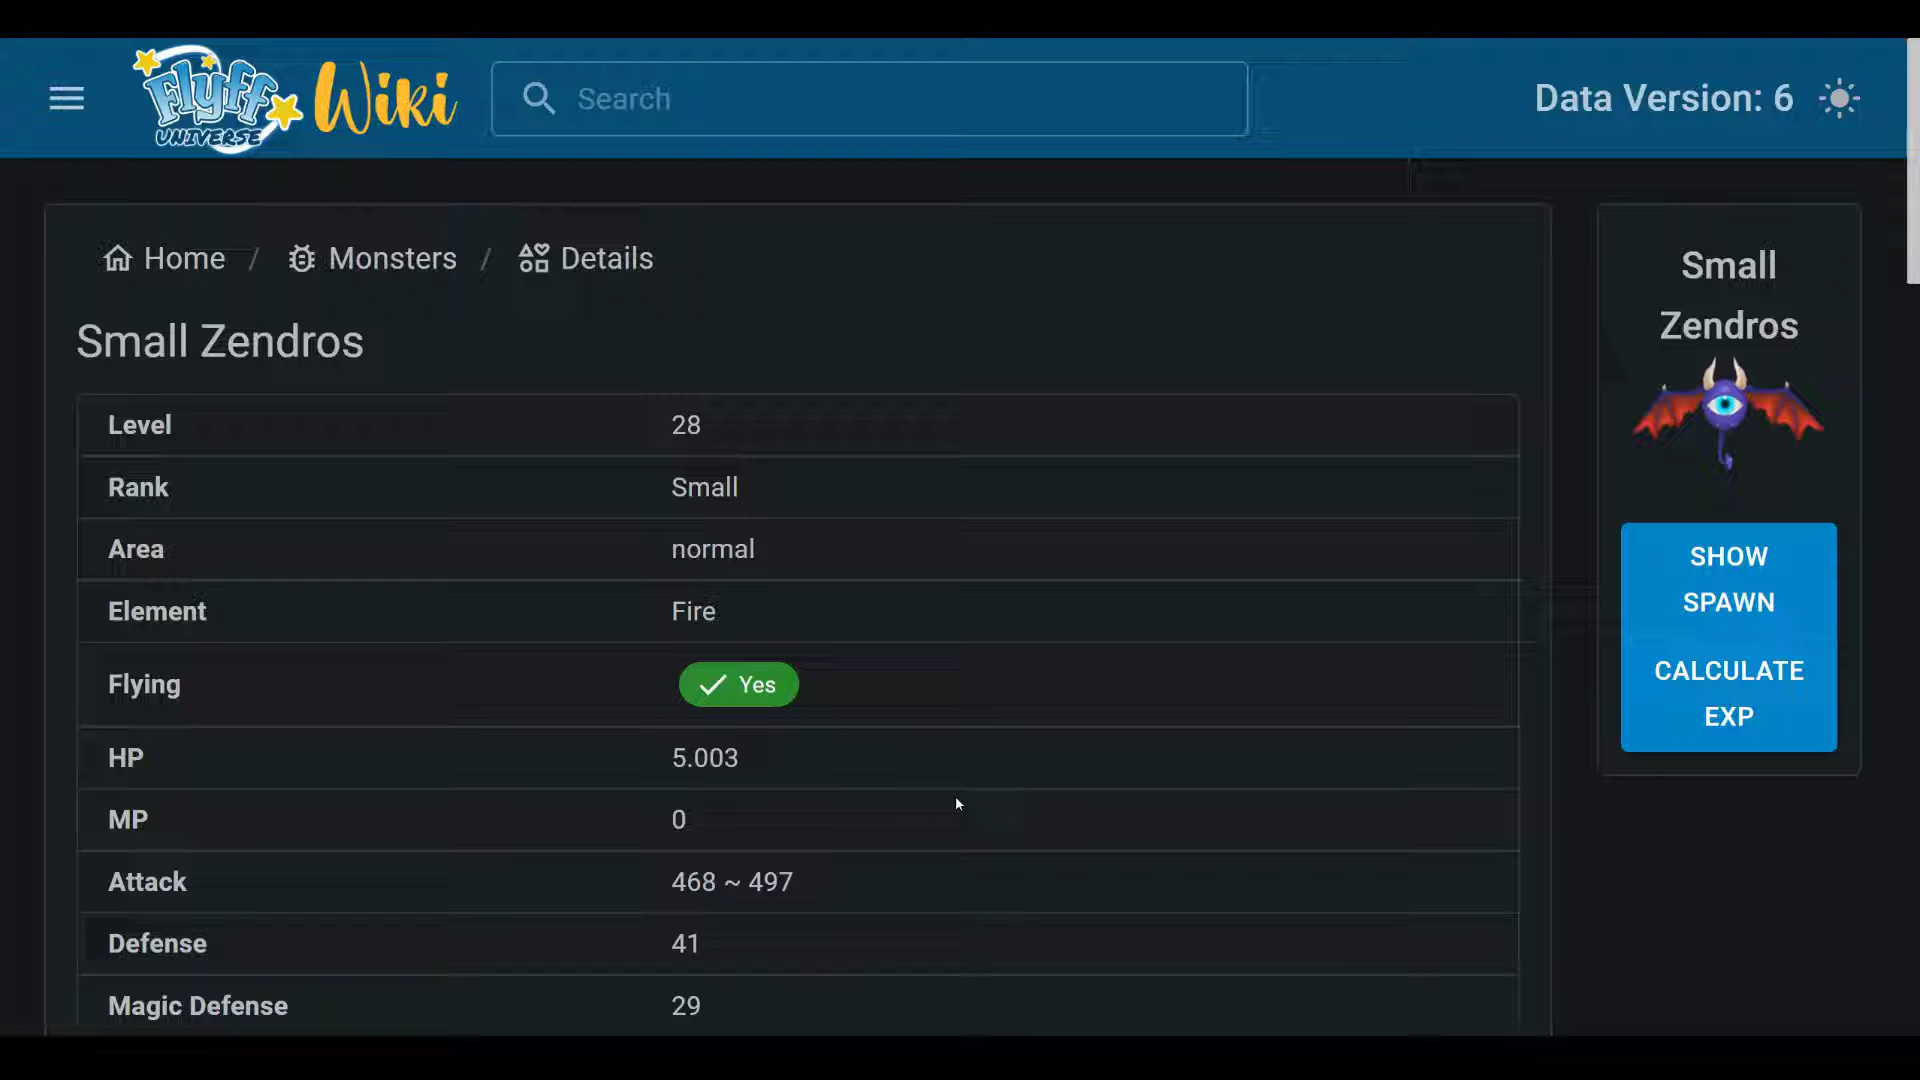 Flyff UNIVERSE Wiki
Search
Data Version: 6
Home / Monsters / Details
Small Zendros
Level 28
Rank Small
Area normal
Element Fire
Flying Yes
HP 5.003
MP 0
Attack 468 ~ 497
Defense 41
Magic Defense 29
Small
Zendros
SHOW
SPAWN
CALCULATE
EXP